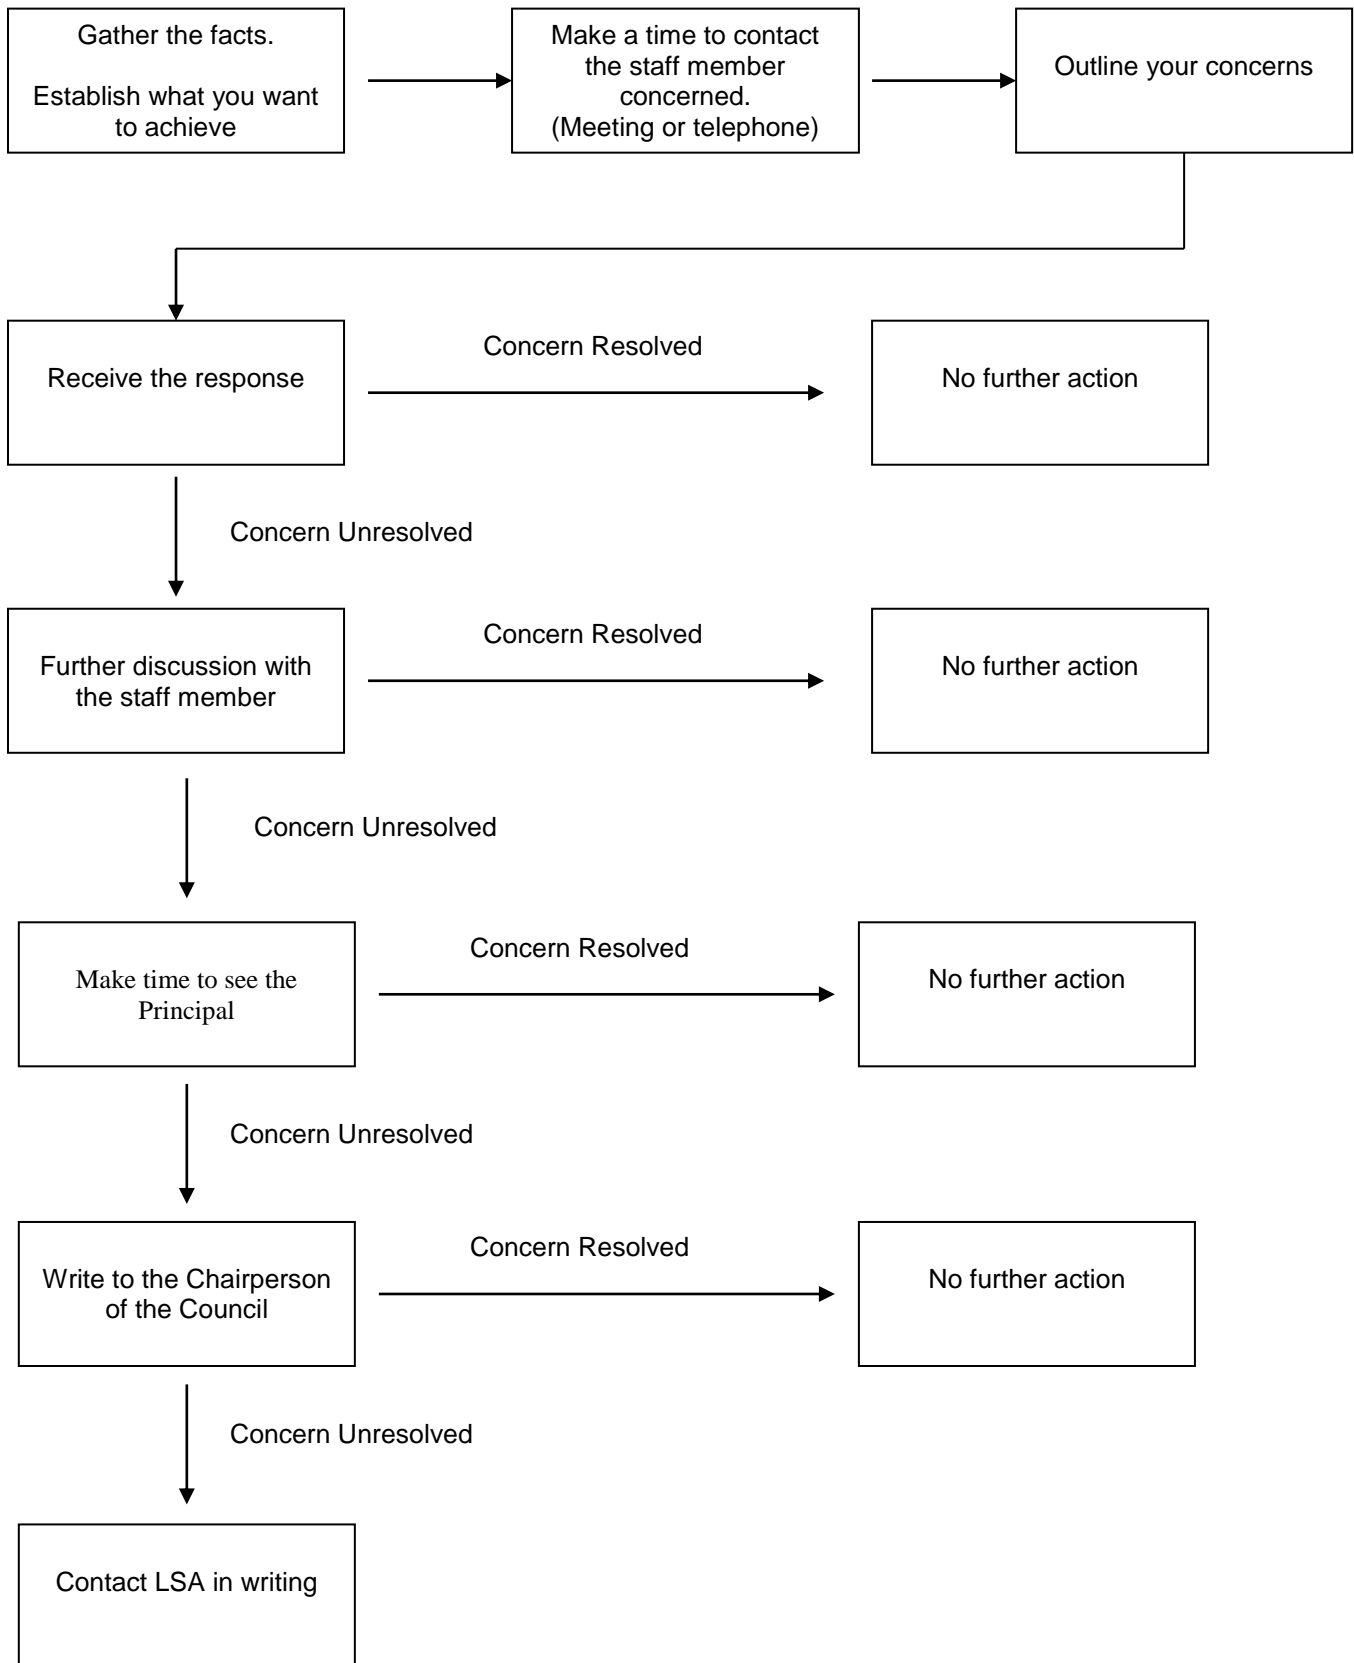 Gather the facts.
Establish what you want
to achieve
Make a time to contact
the staff member
concerned.
(Meeting or telephone)
Outline your concerns
Receive the response
Concern Resolved
No further action
Concern Unresolved
Further discussion with
the staff member
Concern Resolved
No further action
Concern Unresolved
Make time to see the
Principal
Concern Resolved
No further action
Concern Unresolved
Write to the Chairperson
of the Council
Concern Resolved
No further action
Concern Unresolved
Contact LSA in writing